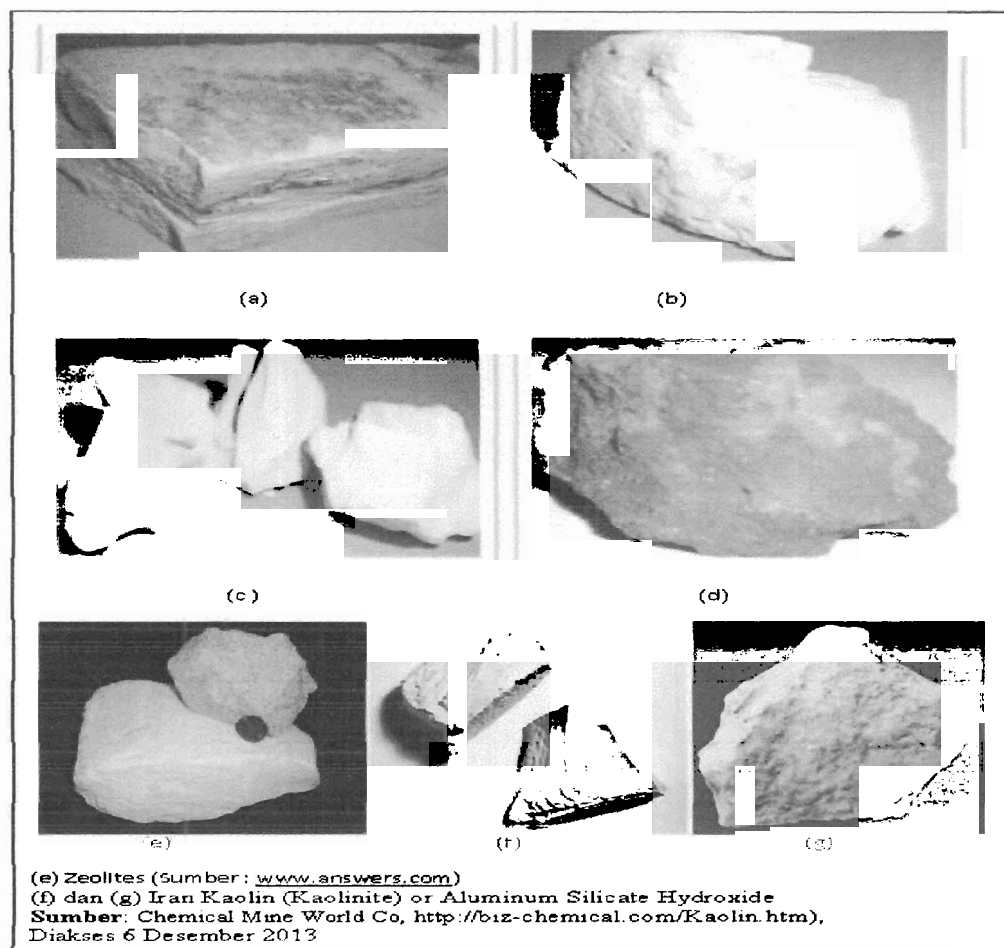 (a)
(b)
(c)
(d)
(e)
(f)
(g)
(e) Zeolites (Sumber: www.answers.com)
(f) dan (g) Iran Kaolin (Kaolinite) or Aluminum Silicate Hydroxide
Sumber: Chemical Mine World Co, http://biz-chemical.com/Kaolin.htm),
Diakses 6 Desember 2013